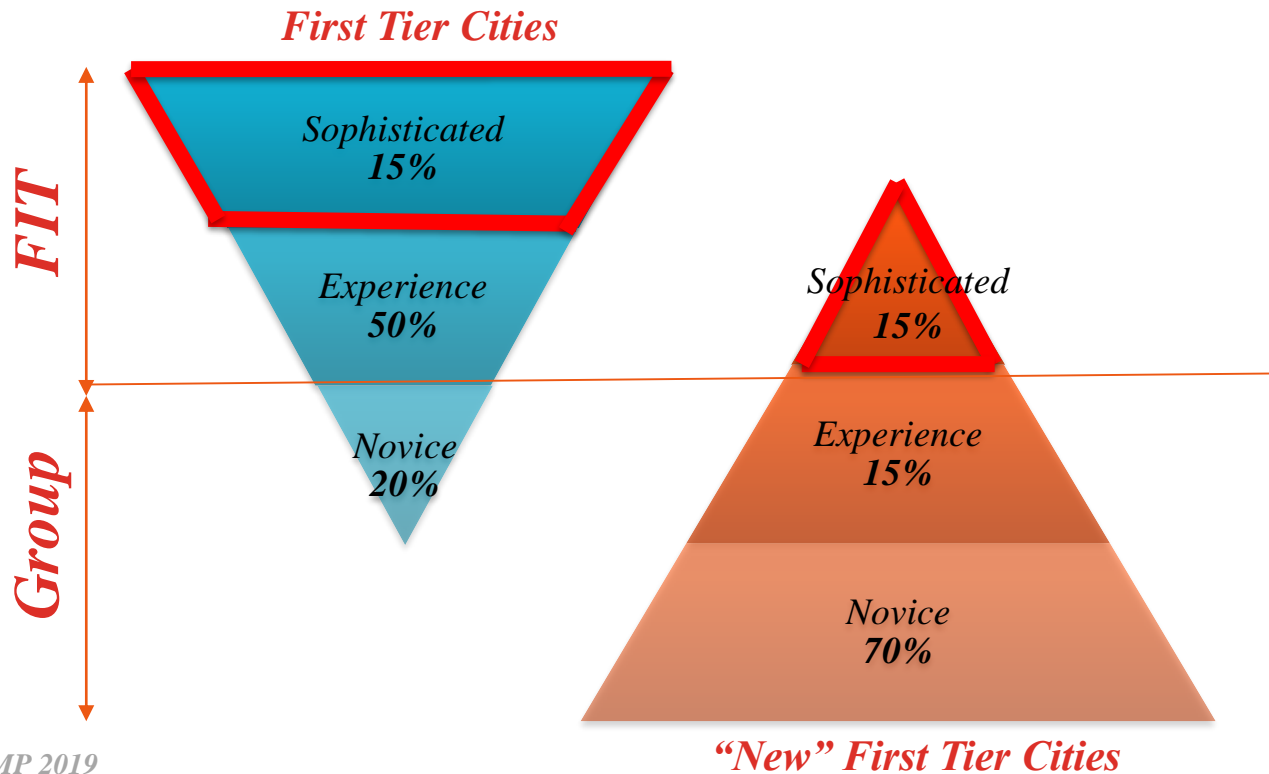 First Tier Cities
FIT
Sophisticated
15%
Experience
50%
Novice
20%
Group
Sophisticated
15%
Experience
15%
Novice
70%
“New” First Tier Cities
MP 2019